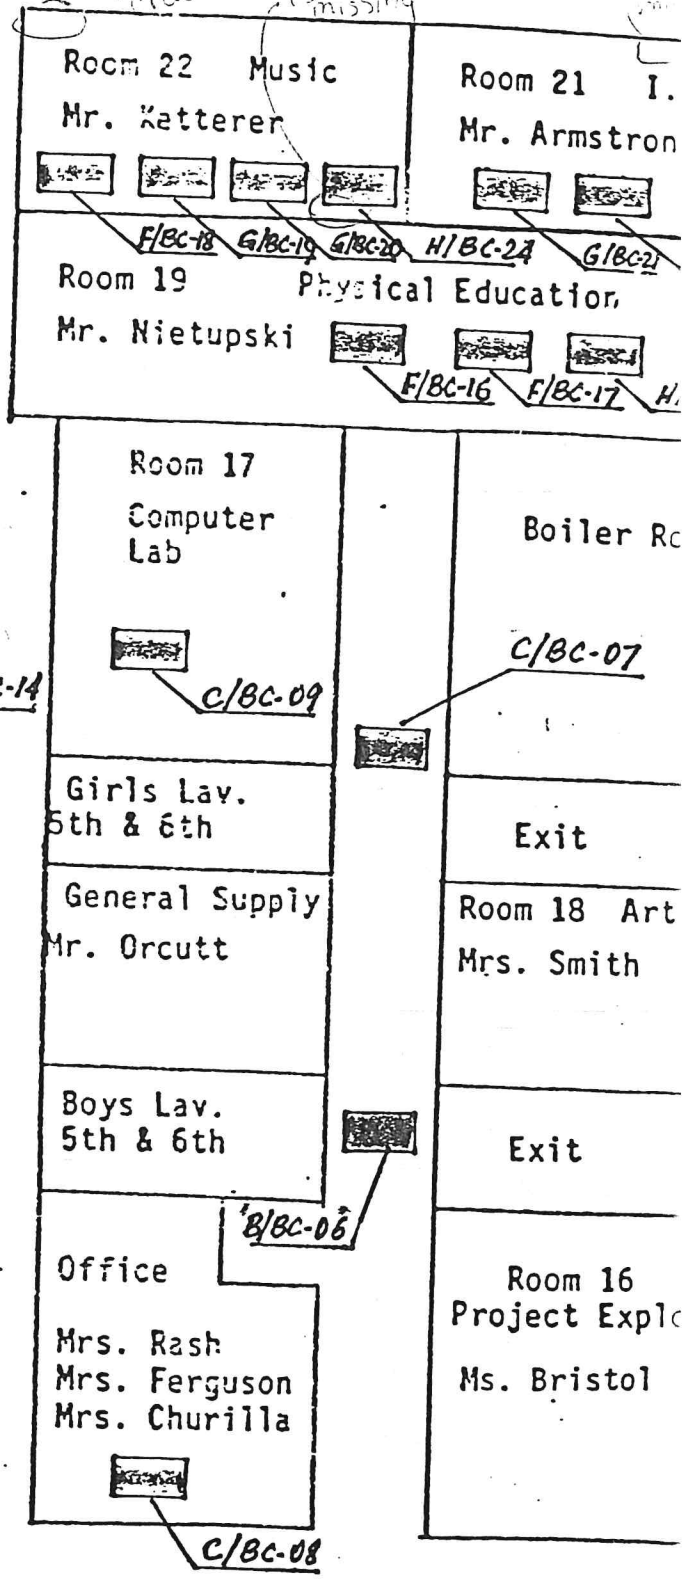 missing
Room 22 Music
Mr. Katterer
Room 21 I.
Mr. Armstron
F/BC-18
G/BC-19
G/BC-20
H/BC-22
G/BC-21
Room 19 Physical Education
Mr. Nietupski
F/BC-16
F/BC-17
H/
Room 17
Computer
Lab
Boiler Ro
C/BC-07
-14
C/BC-09
Girls Lav.
5th & 6th
Exit
General Supply
Mr. Orcutt
Room 18 Art
Mrs. Smith
Boys Lav.
5th & 6th
Exit
"B/BC-06"
Office
Mrs. Rash
Mrs. Ferguson
Mrs. Churilla
Room 16
Project Explo
Ms. Bristol
C/BC-08